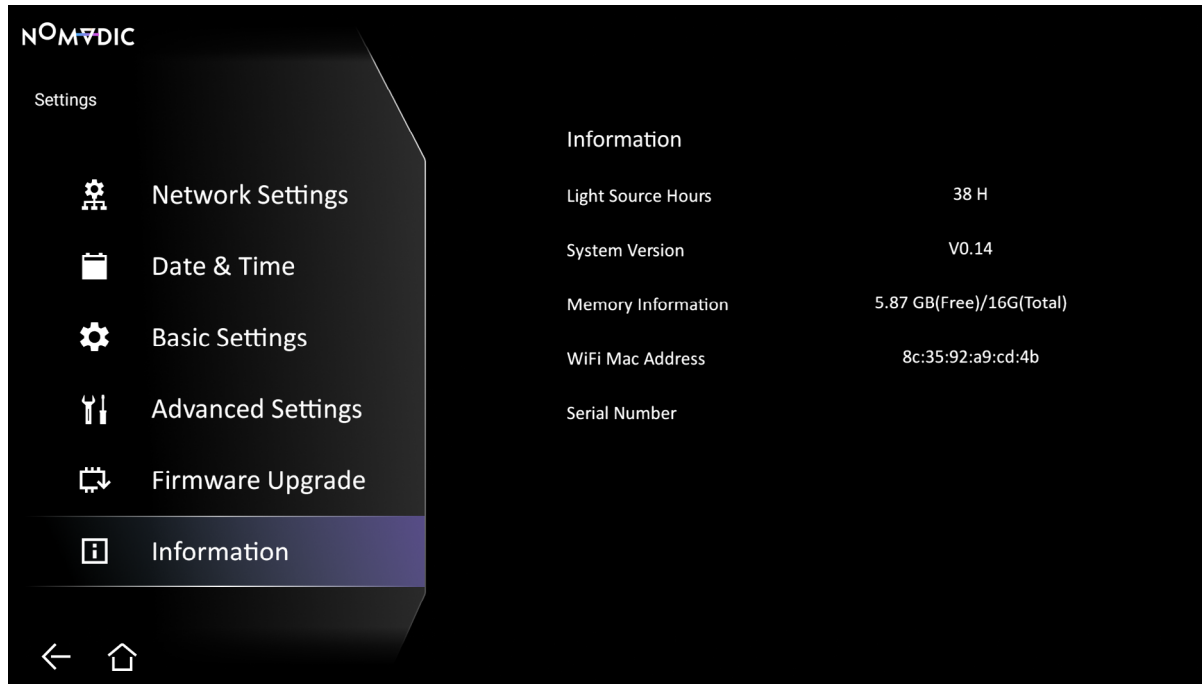 NOMADIC
Settings
Network Settings
Date & Time
Basic Settings
Advanced Settings
Firmware Upgrade
Information
Information
Light Source Hours 38 H
System Version V0.14
Memory Information 5.87 GB(Free)/16G(Total)
WiFi Mac Address 8c:35:92:a9:cd:4b
Serial Number